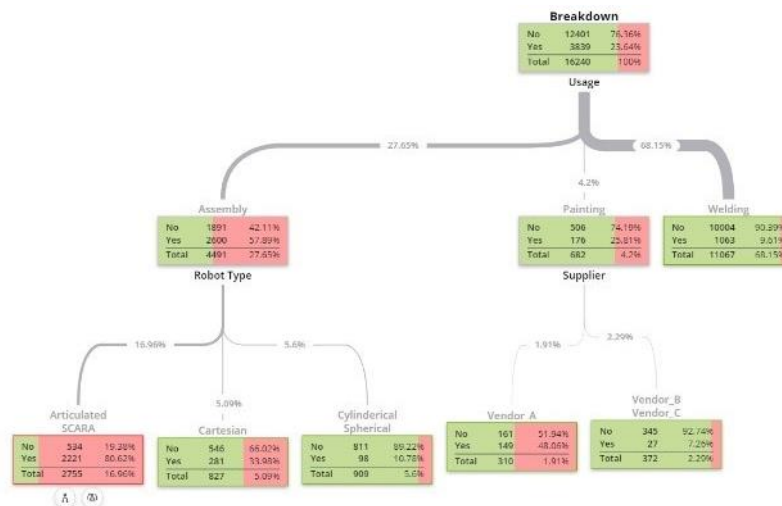 Breakdown
No 12401 76.36%
Yes 3839 23.64%
Total 16240 100%
Usage
27.65%
68.15%
4.2%
Assembly
No 1891 42.11%
Yes 2600 57.89%
Total 4491 27.65%
Robot Type
Painting
No 506 74.19%
Yes 176 25.81%
Total 682 4.2%
Supplier
Welding
No 10004 90.39%
Yes 1063 9.61%
Total 11067 68.15%
16.96%
5.6%
5.09%
1.91%
2.29%
Articulated
SCARA
No 534 19.38%
Yes 2221 80.62%
Total 2755 16.96%
Cartesian
No 546 66.02%
Yes 281 33.98%
Total 827 5.09%
Cylinderical
Spherical
No 811 89.22%
Yes 98 10.78%
Total 909 5.6%
Vendor_A
No 161 51.94%
Yes 149 48.06%
Total 310 1.91%
Vendor_B
Vendor_C
No 345 92.74%
Yes 27 7.26%
Total 372 2.29%